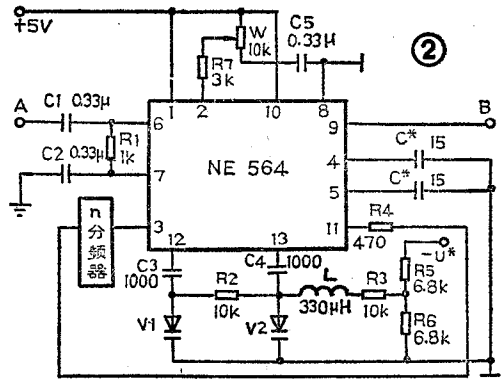 +5V
W
10k
C5
0.33μ
②
R7
3k
A
C1 0.33μ
1
2
10
8
B
6
9
R1
1k
C2 0.33μ
NE 564
4
C* 15
7
5
C* 15
n
分
频
器
3
12
13
11
R4
470
-U*
C3
1000
C4
1000
L
330μH
R2
10k
R3
10k
R5
6.8k
V1
V2
R6
6.8k